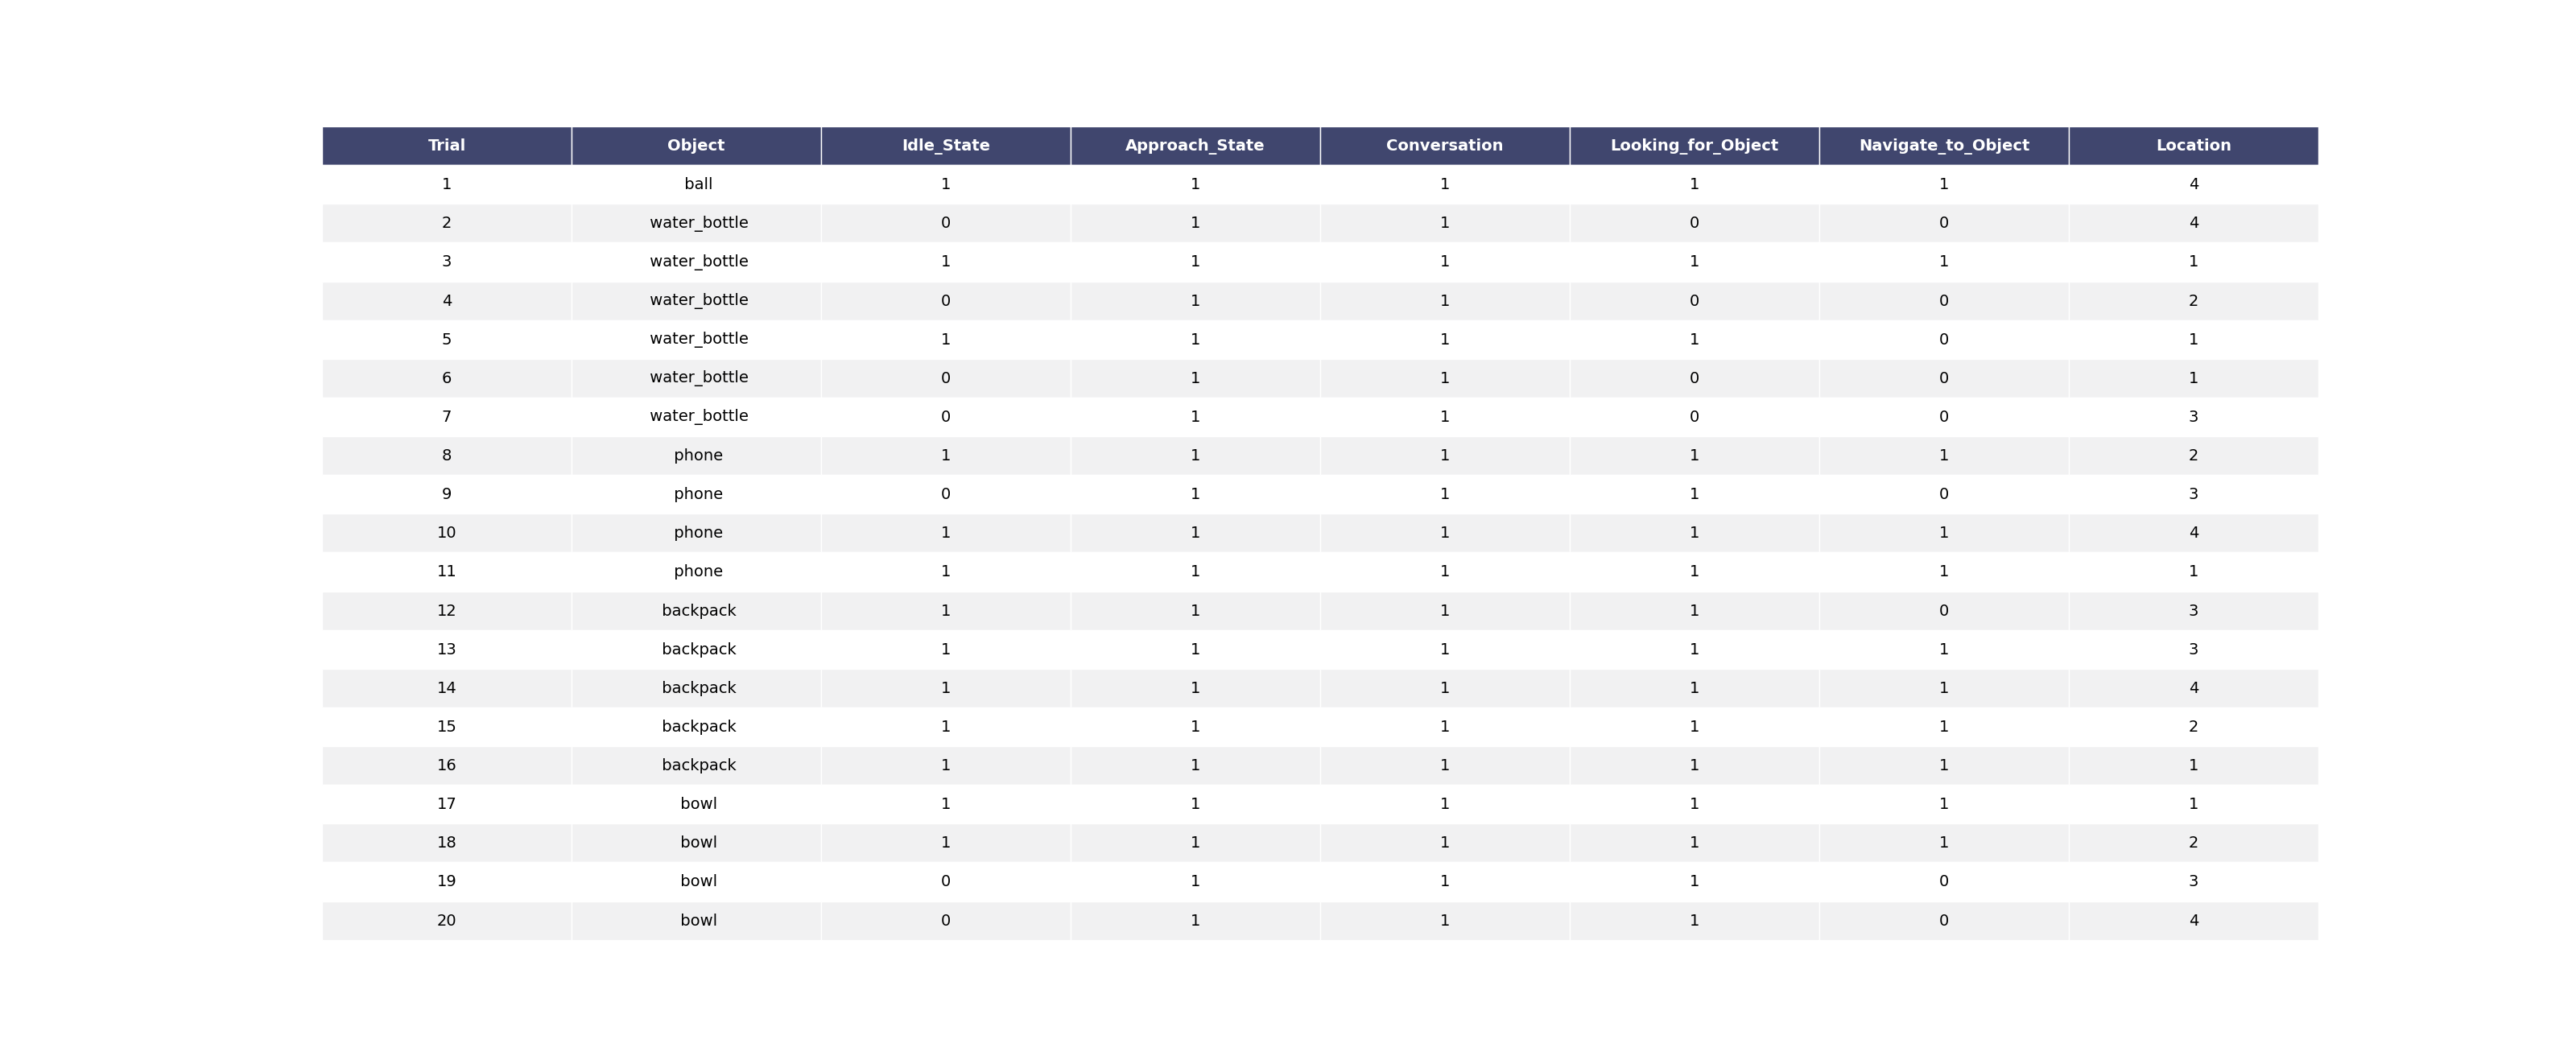 Trial Object Idle_State Approach_State Conversation Looking_for_Object Navigate_to_Object Location
1 ball 1 1 1 1 1 4
2 water_bottle 0 1 1 0 0 4
3 water_bottle 1 1 1 1 1 1
4 water_bottle 0 1 1 0 0 2
5 water_bottle 1 1 1 1 0 1
6 water_bottle 0 1 1 0 0 1
7 water_bottle 0 1 1 0 0 3
8 phone 1 1 1 1 1 2
9 phone 0 1 1 1 0 3
10 phone 1 1 1 1 1 4
11 phone 1 1 1 1 1 1
12 backpack 1 1 1 1 0 3
13 backpack 1 1 1 1 1 3
14 backpack 1 1 1 1 1 4
15 backpack 1 1 1 1 1 2
16 backpack 1 1 1 1 1 1
17 bowl 1 1 1 1 1 1
18 bowl 1 1 1 1 1 2
19 bowl 0 1 1 1 0 3
20 bowl 0 1 1 1 0 4